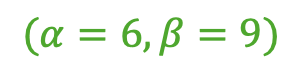 (α = 6, β = 9)